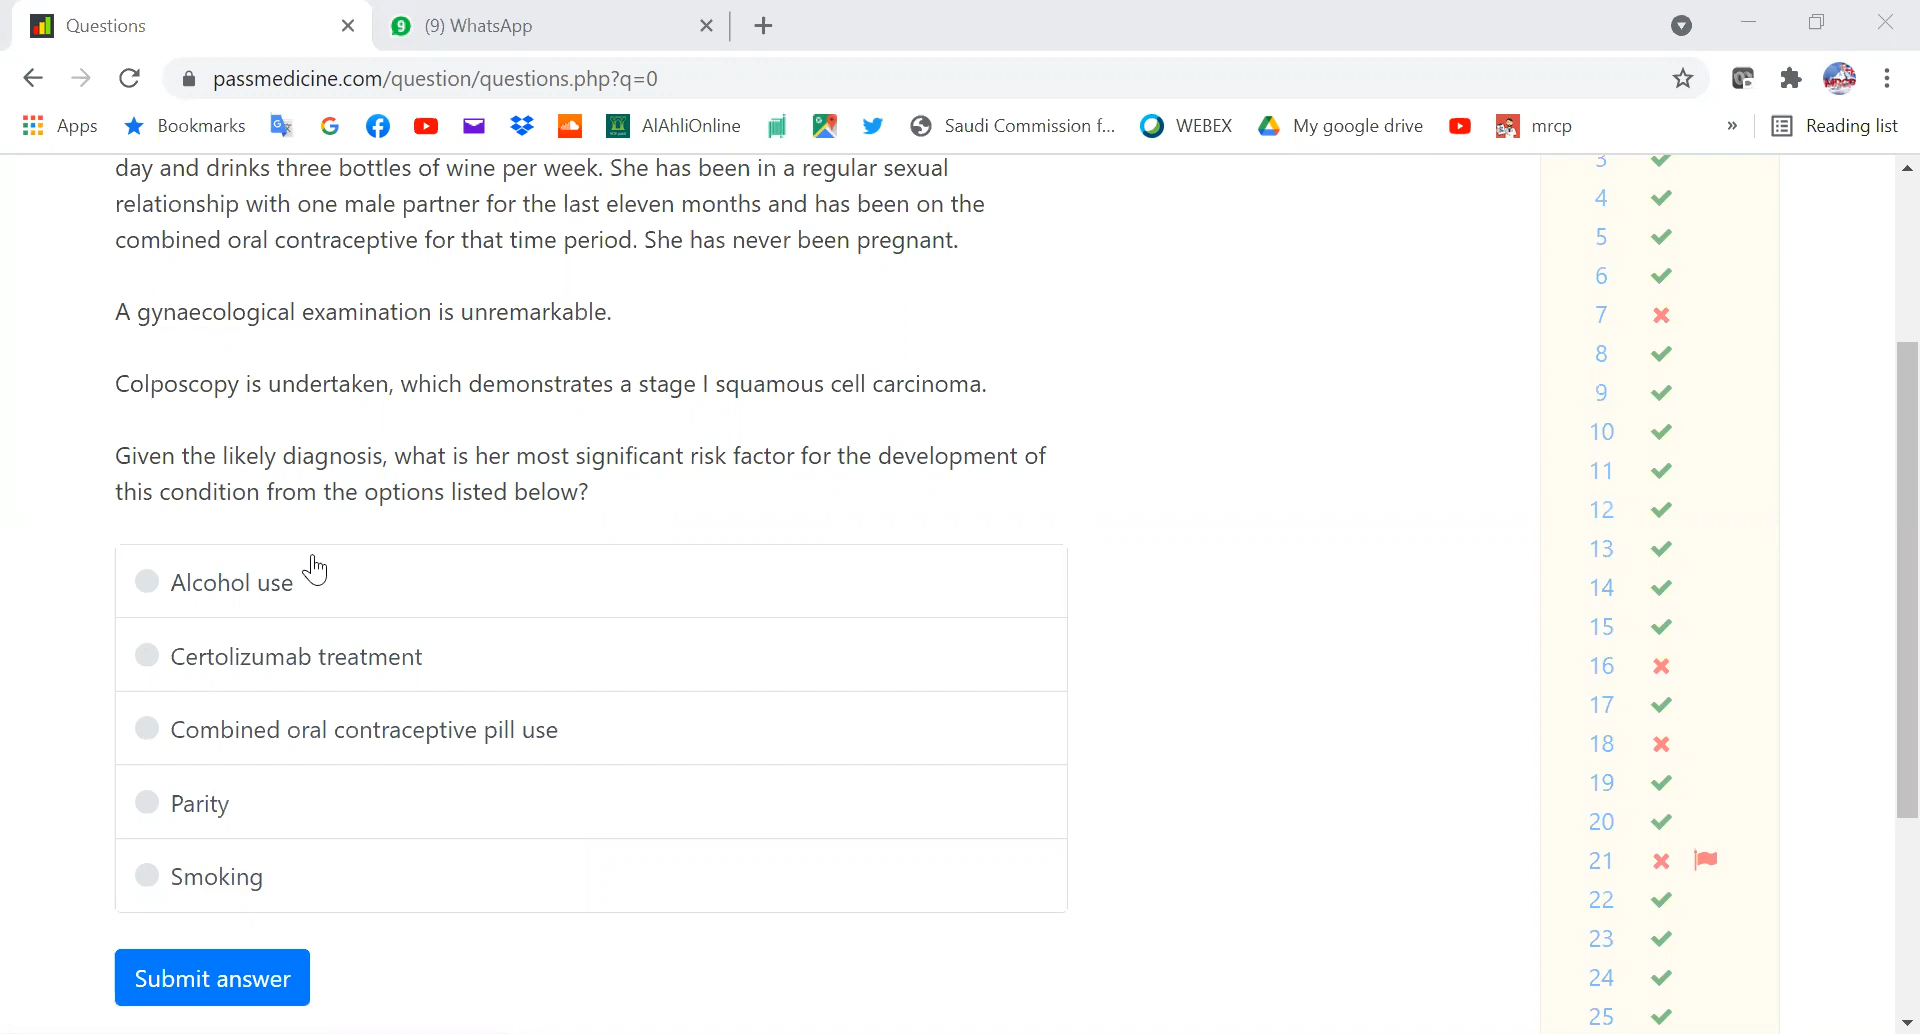 Questions
9
(9) WhatsApp
passmedicine.com/question/questions.php?q=0
Apps
Bookmarks
AlAhliOnline
Saudi Commission f...
WEBEX
My google drive
mrcp
»
Reading list
day and drinks three bottles of wine per week. She has been in a regular sexual
relationship with one male partner for the last eleven months and has been on the
combined oral contraceptive for that time period. She has never been pregnant.
A gynaecological examination is unremarkable.
Colposcopy is undertaken, which demonstrates a stage I squamous cell carcinoma.
Given the likely diagnosis, what is her most significant risk factor for the development of
this condition from the options listed below?
Alcohol use
Certolizumab treatment
Combined oral contraceptive pill use
Parity
Smoking
Submit answer
3
4
5
6
7
8
9
10
11
12
13
14
15
16
17
18
19
20
21
22
23
24
25